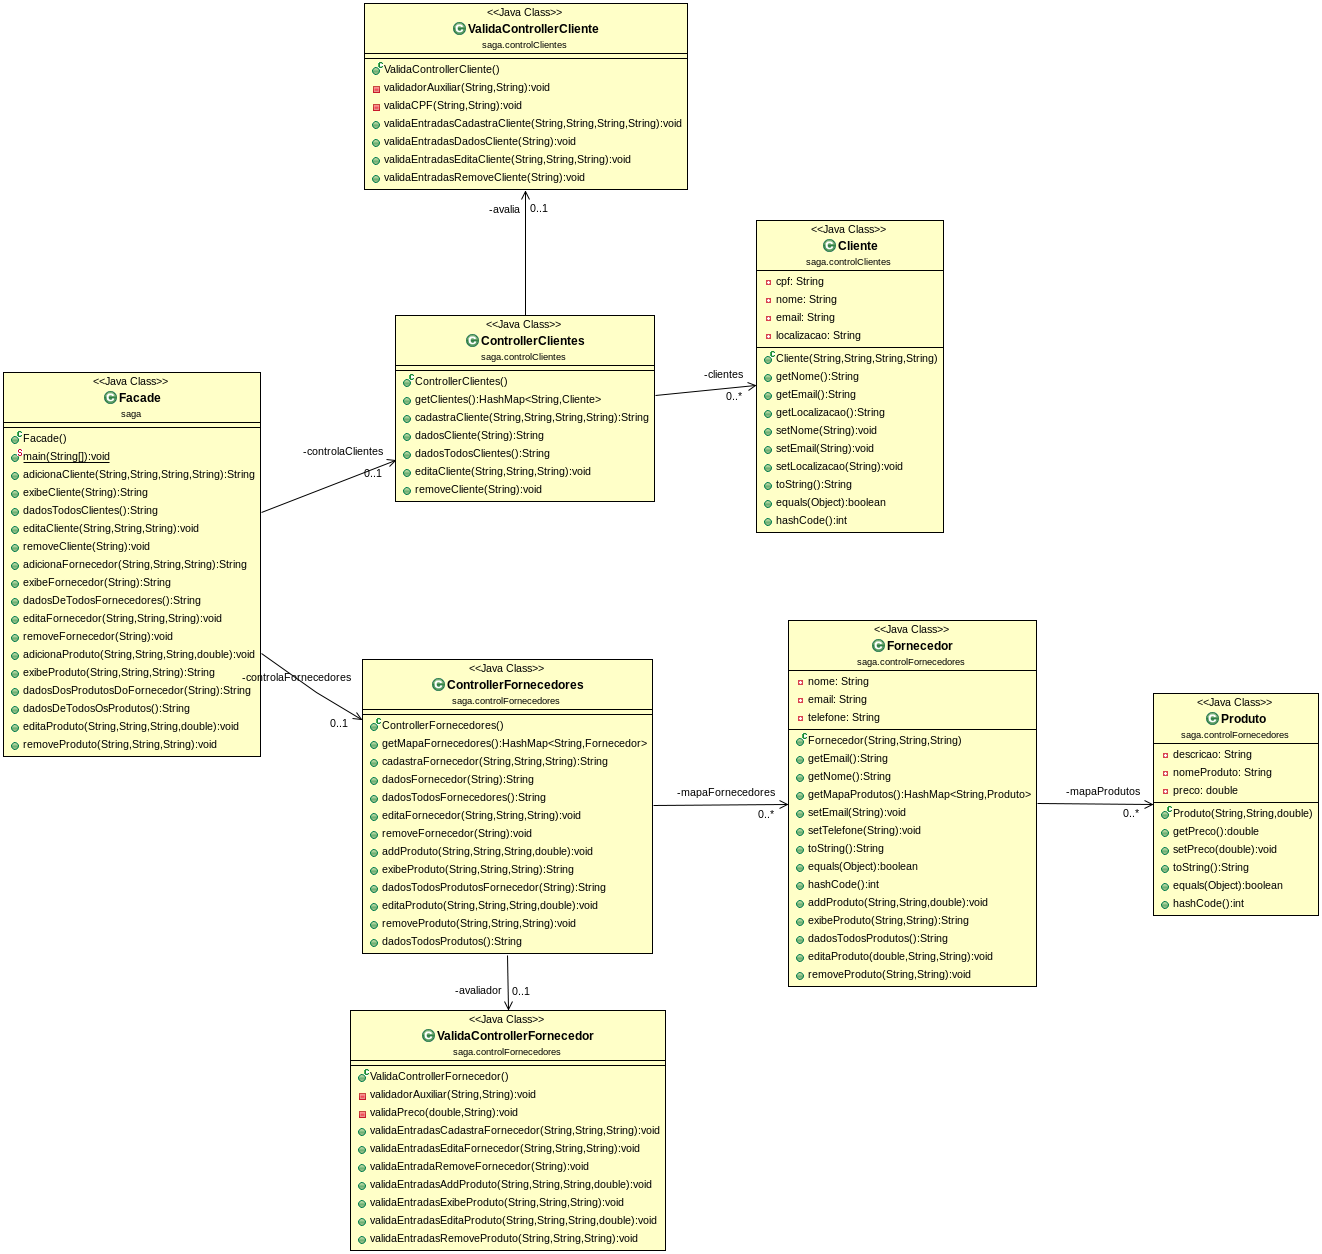 <<Java Class>>
ValidaControllerCliente
saga.controlClientes
ValidaControllerCliente()
validadorAuxiliar(String,String):void
validaCPF(String,String):void
validaEntradasCadastraCliente(String,String,String,String):void
validaEntradasDadosCliente(String):void
validaEntradasEditaCliente(String,String,String):void
validaEntradasRemoveCliente(String):void
-avalia
0..1
<<Java Class>>
Cliente
saga.controlClientes
cpf: String
nome: String
email: String
localizacao: String
Cliente(String,String,String,String)
getNome():String
getEmail():String
getLocalizacao():String
setNome(String):void
setEmail(String):void
setLocalizacao(String):void
toString():String
equals(Object):boolean
hashCode():int
<<Java Class>>
ControllerClientes
saga.controlClientes
ControllerClientes()
getClientes():HashMap<String,Cliente>
cadastraCliente(String,String,String,String):String
dadosCliente(String):String
dadosTodosClientes():String
editaCliente(String,String,String):void
removeCliente(String):void
-clientes
0..*
<<Java Class>>
Facade
saga
Facade()
main(String[]):void
adicionaCliente(String,String,String,String):String
exibeCliente(String):String
dadosTodosClientes():String
editaCliente(String,String,String):void
removeCliente(String):void
adicionaFornecedor(String,String,String):String
exibeFornecedor(String):String
dadosDeTodosFornecedores():String
editaFornecedor(String,String,String):void
removeFornecedor(String):void
adicionaProduto(String,String,String,double):void
exibeProduto(String,String,String):String
dadosDosProdutosDoFornecedor(String):String
dadosDeTodosOsProdutos():String
editaProduto(String,String,String,double):void
removeProduto(String,String,String):void
-controlaClientes
0..1
-controlaFornecedores
0..1
<<Java Class>>
ControllerFornecedores
saga.controlFornecedores
ControllerFornecedores()
getMapaFornecedores():HashMap<String,Fornecedor>
cadastraFornecedor(String,String,String):String
dadosFornecedor(String):String
dadosTodosFornecedores():String
editaFornecedor(String,String,String):void
removeFornecedor(String):void
addProduto(String,String,String,double):void
exibeProduto(String,String,String):String
dadosTodosProdutosFornecedor(String):String
editaProduto(String,String,String,double):void
removeProduto(String,String,String):void
dadosTodosProdutos():String
-mapaFornecedores
0..*
<<Java Class>>
Fornecedor
saga.controlFornecedores
nome: String
email: String
telefone: String
Fornecedor(String,String,String)
getEmail():String
getNome():String
getMapaProdutos():HashMap<String,Produto>
setEmail(String):void
setTelefone(String):void
toString():String
equals(Object):boolean
hashCode():int
addProduto(String,String,double):void
exibeProduto(String,String):String
dadosTodosProdutos():String
editaProduto(double,String,String):void
removeProduto(String,String):void
-mapaProdutos
0..*
<<Java Class>>
Produto
saga.controlFornecedores
descricao: String
nomeProduto: String
preco: double
Produto(String,String,double)
getPreco():double
setPreco(double):void
toString():String
equals(Object):boolean
hashCode():int
-avaliador
0..1
<<Java Class>>
ValidaControllerFornecedor
saga.controlFornecedores
ValidaControllerFornecedor()
validadorAuxiliar(String,String):void
validaPreco(double,String):void
validaEntradasCadastraFornecedor(String,String,String):void
validaEntradasEditaFornecedor(String,String,String):void
validaEntradaRemoveFornecedor(String):void
validaEntradasAddProduto(String,String,String,double):void
validaEntradasExibeProduto(String,String,String):void
validaEntradasEditaProduto(String,String,String,double):void
validaEntradasRemoveProduto(String,String,String):void